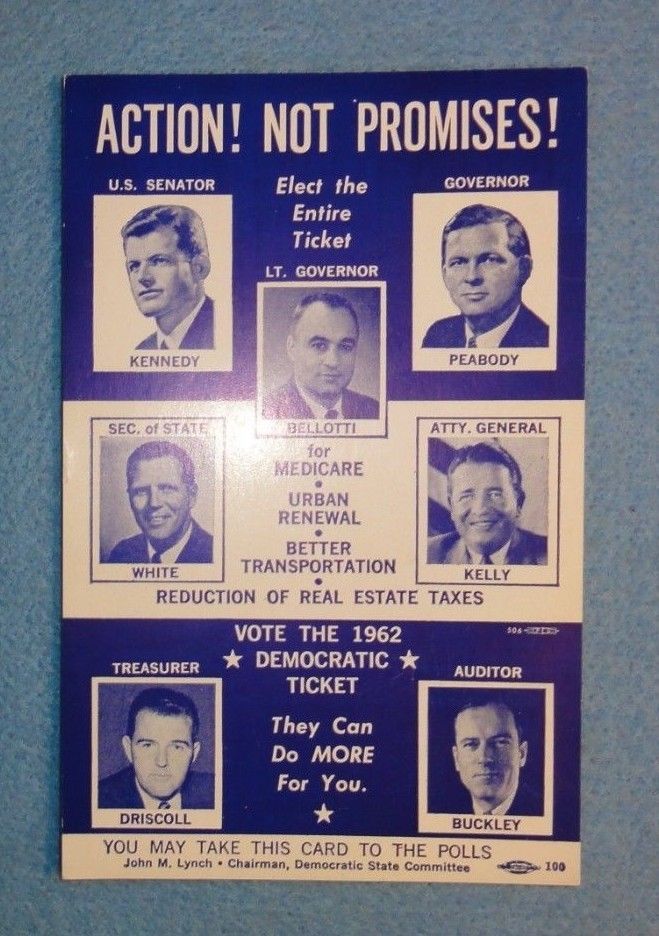 ACTION! NOT PROMISES!
U.S. SENATOR
KENNEDY
Elect the
Entire
Ticket
GOVERNOR
PEABODY
LT. GOVERNOR
BELLOTTI
SEC. of STATE
WHITE
for
MEDICARE
•
URBAN
RENEWAL
•
BETTER
TRANSPORTATION
•
REDUCTION OF REAL ESTATE TAXES
ATTY. GENERAL
KELLY
506
VOTE THE 1962
★ DEMOCRATIC ★
TICKET
TREASURER
DRISCOLL
They Can
Do MORE
For You.
★
AUDITOR
BUCKLEY
YOU MAY TAKE THIS CARD TO THE POLLS
John M. Lynch • Chairman, Democratic State Committee
100